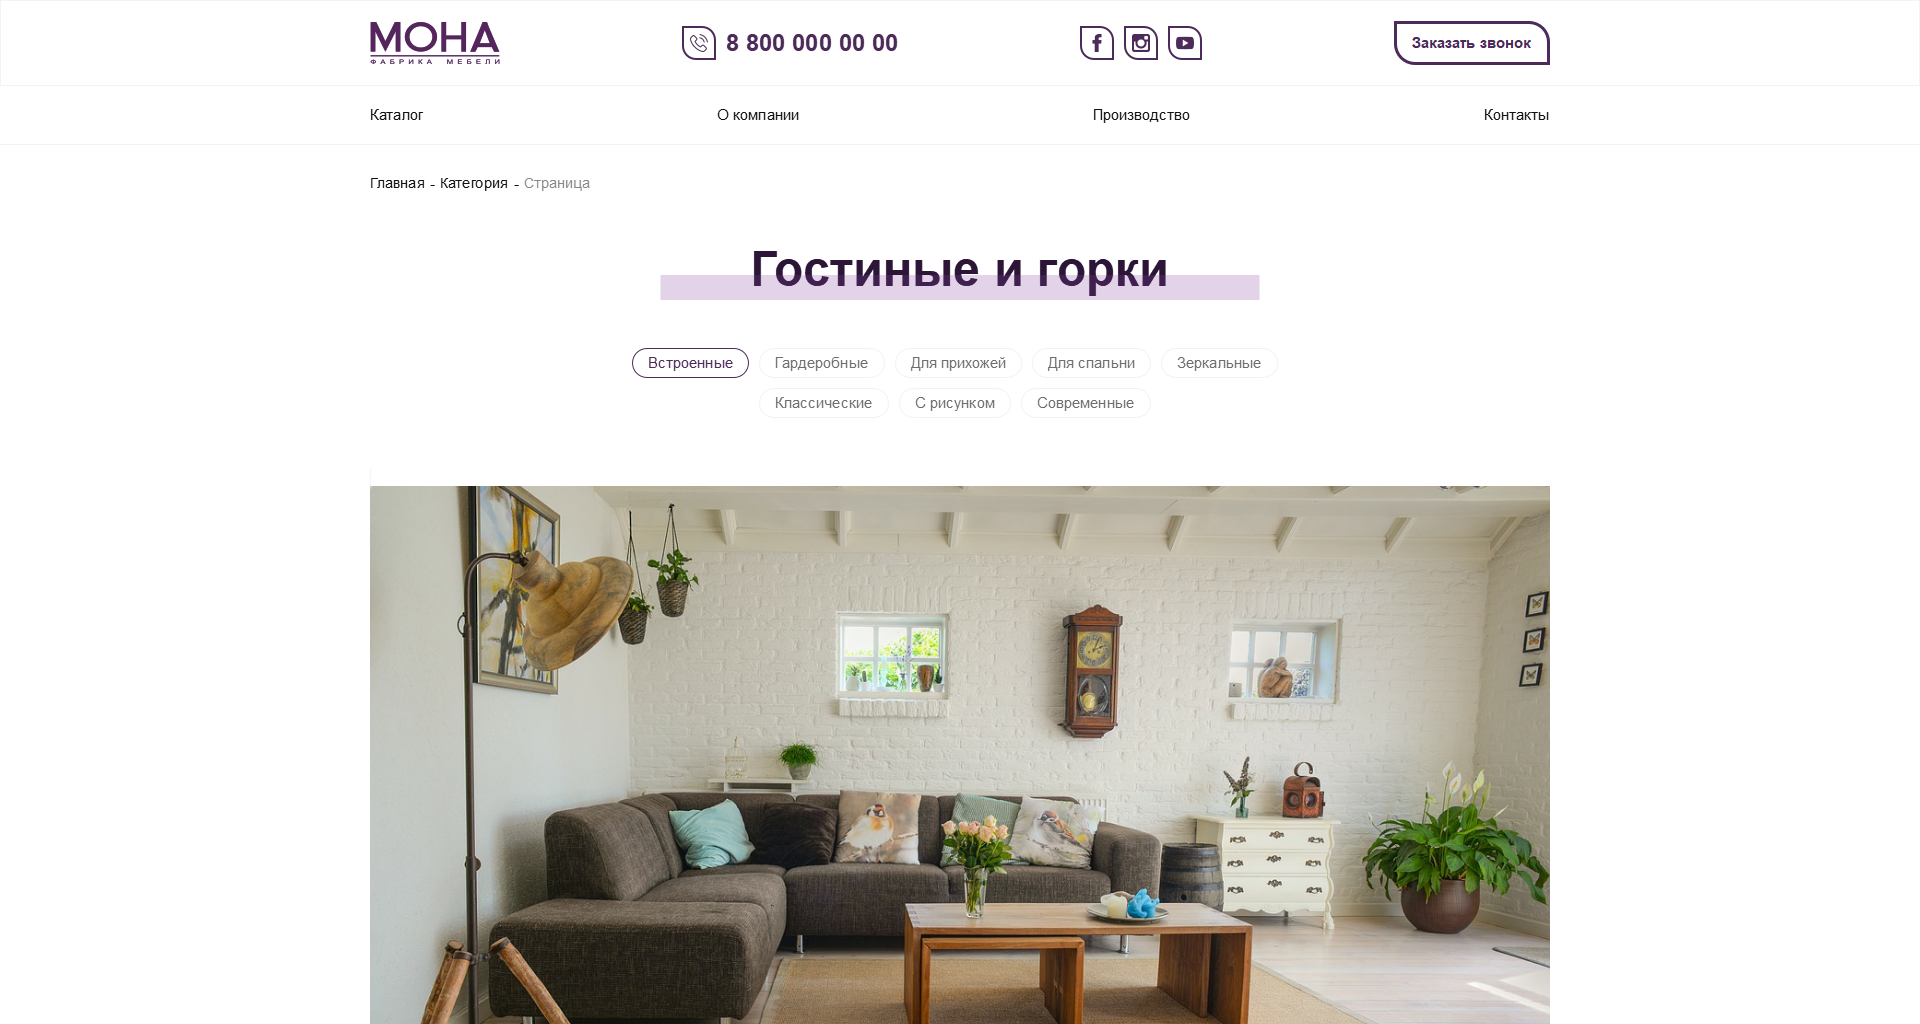 МОНА
ФАБРИКА МЕБЕЛИ
8 800 000 00 00
Заказать звонок
Каталог
О компании
Производство
Контакты
Главная - Категория - Страница
Гостиные и горки
Встроенные
Гардеробные
Для прихожей
Для спальни
Зеркальные
Классические
С рисунком
Современные